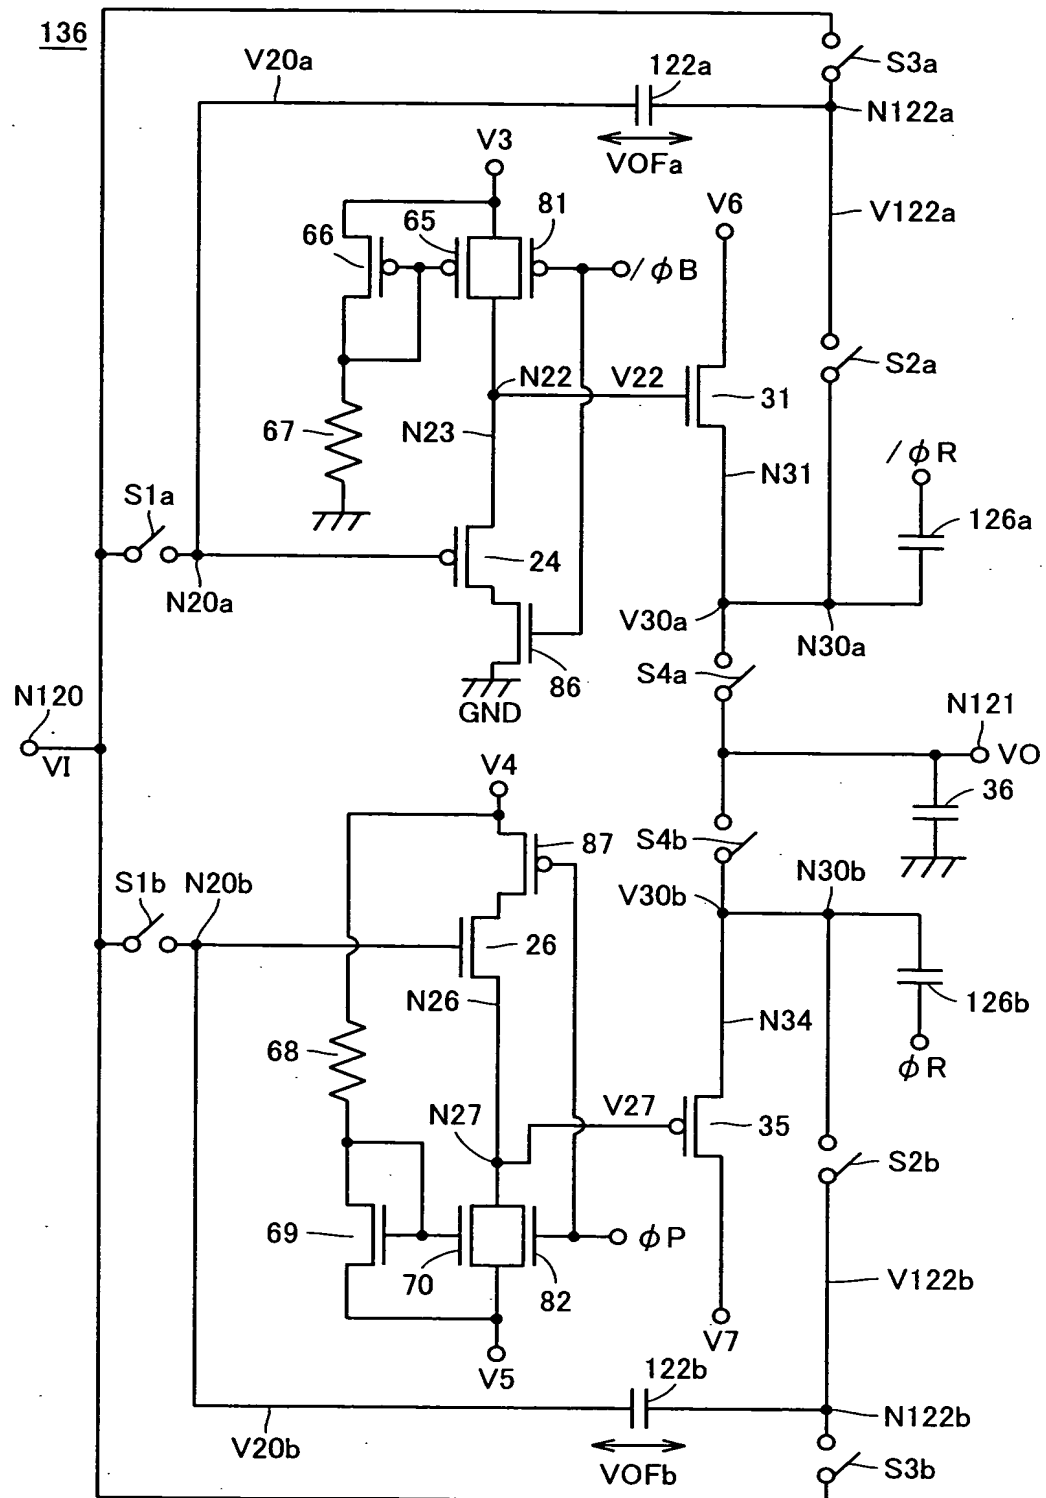 136
V20a
122a
S3a
N122a
VOFa
V3
V6
V122a
66
65
81
/φB
S2a
N22
V22
31
67
N23
N31
/φR
S1a
126a
24
N20a
V30a
N30a
S4a
86
GND
N120
N121
VI
VO
V4
36
87
S4b
S1b
N20b
N30b
V30b
26
126b
N26
N34
68
φR
V27
N27
35
S2b
69
φP
70
82
V122b
V7
V5
122b
N122b
V20b
VOFb
S3b